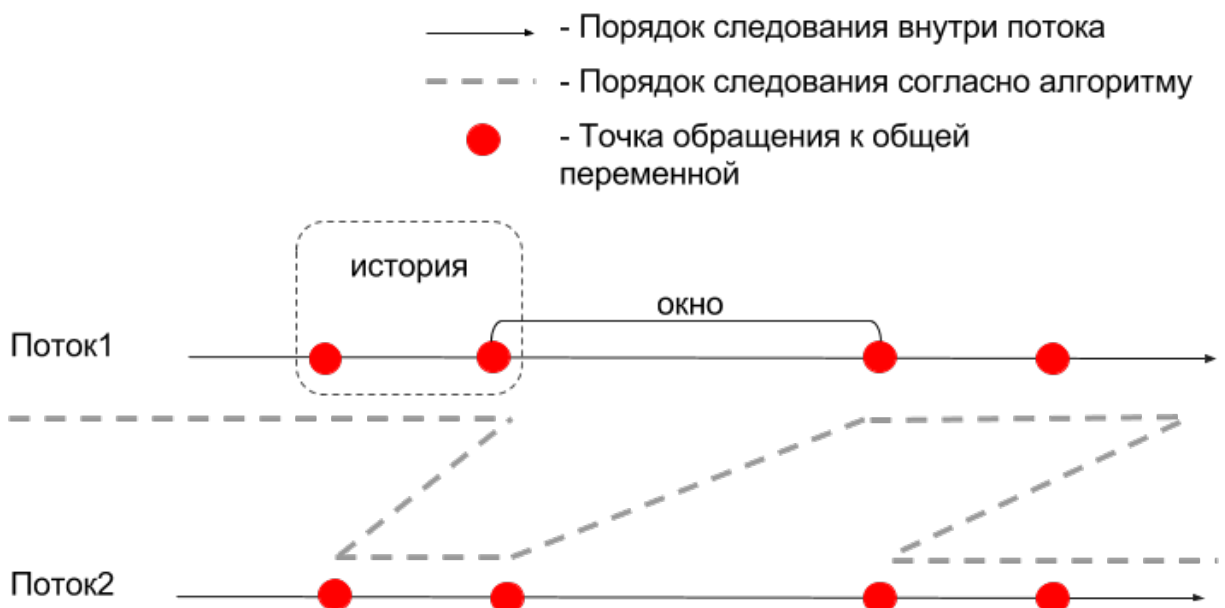 - Порядок следования внутри потока
- Порядок следования согласно алгоритму
- Точка обращения к общей
переменной
история
окно
Поток1
Поток2